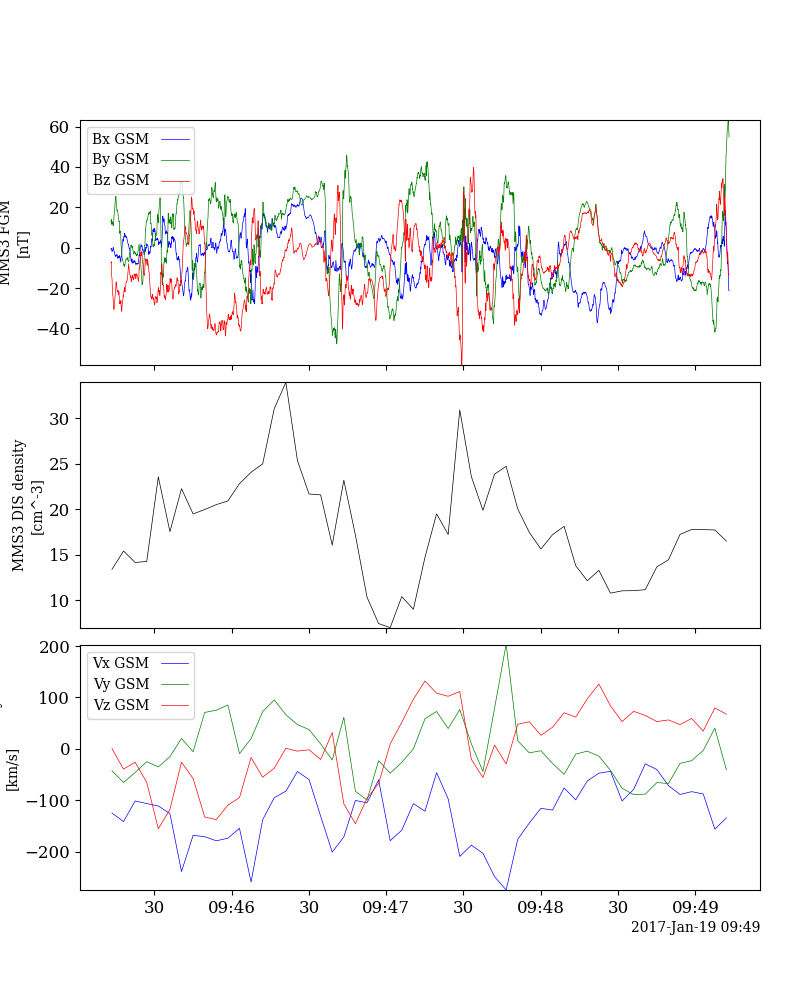 60
40
20
0
−20
−40
MMS3 FGM
[nT]
Bx GSM
By GSM
Bz GSM
30
25
20
15
10
MMS3 DIS density
[cm^-3]
200
100
0
−100
−200
[km/s]
Vx GSM
Vy GSM
Vz GSM
30 09:46 30 09:47 30 09:48 30 09:49
2017-Jan-19 09:49